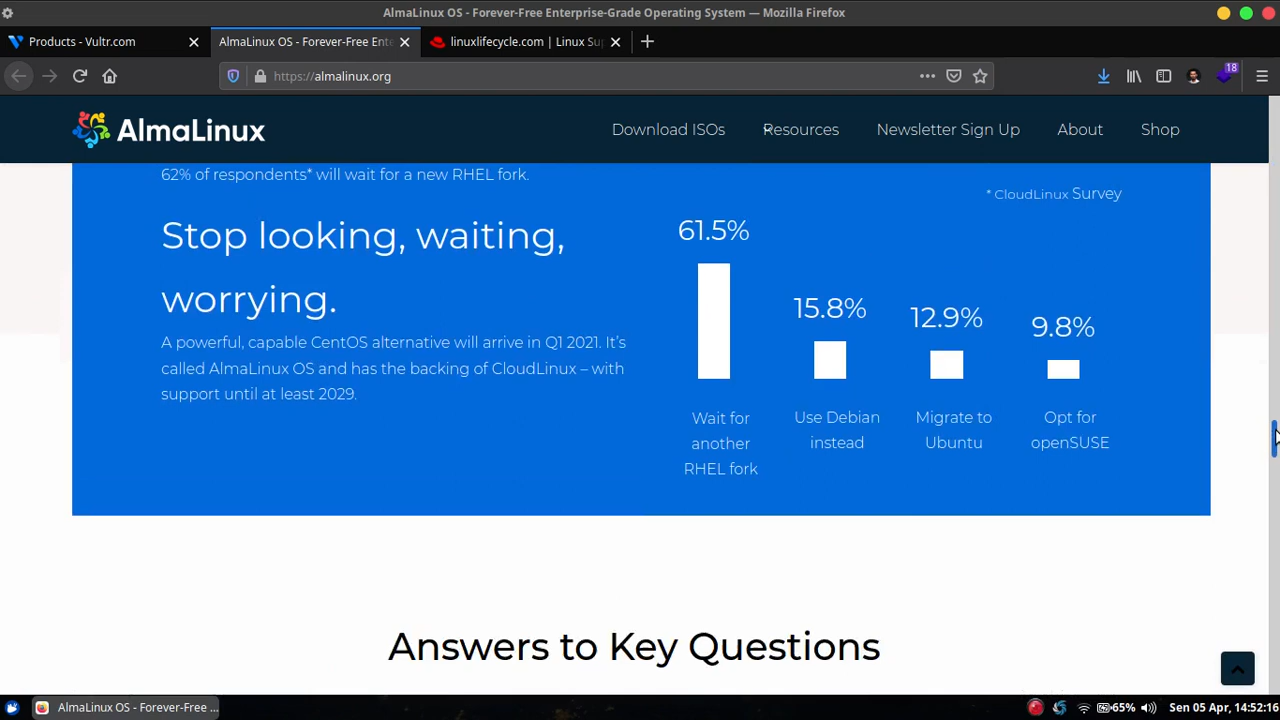 AlmaLinux OS - Forever-Free Enterprise-Grade Operating System — Mozilla Firefox
Products - Vultr.com
AlmaLinux OS - Forever-Free Ente
linuxlifecycle.com | Linux Sup
https://almalinux.org
18
AlmaLinux
Download ISOs
Resources
Newsletter Sign Up
About
Shop
62% of respondents* will wait for a new RHEL fork.
Stop looking, waiting,
worrying.
A powerful, capable CentOS alternative will arrive in Q1 2021. It's
called AlmaLinux OS and has the backing of CloudLinux – with
support until at least 2029.
* CloudLinux Survey
61.5%
15.8%
12.9%
9.8%
Wait for
another
RHEL fork
Use Debian
instead
Migrate to
Ubuntu
Opt for
openSUSE
Answers to Key Questions
AlmaLinux OS - Forever-Free ...
65%
Sen 05 Apr, 14:52:16